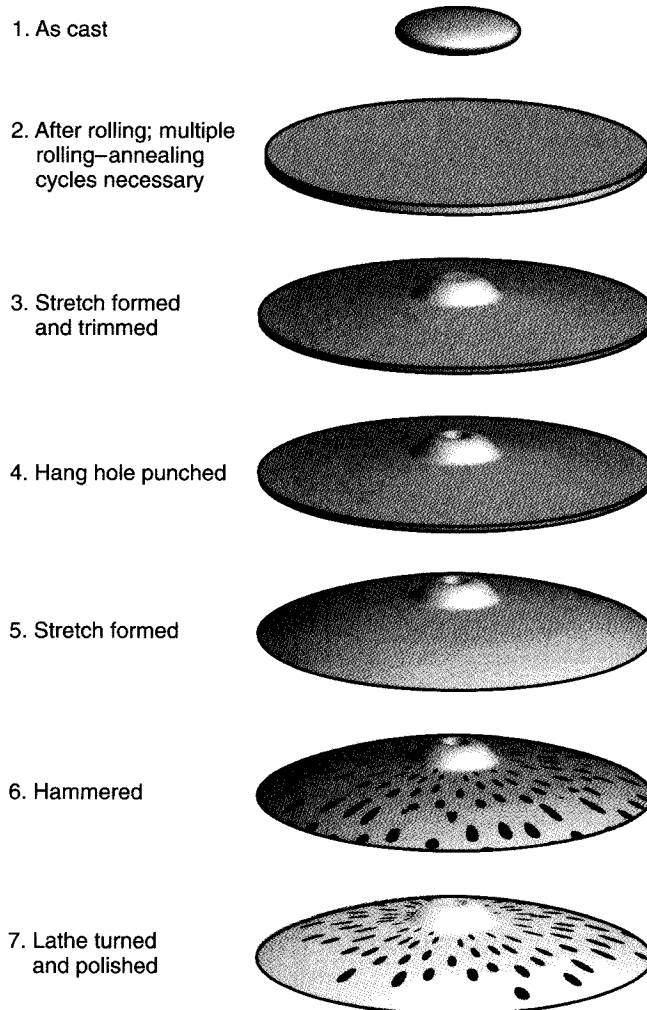 1. As cast
2. After rolling; multiple
rolling–annealing
cycles necessary
3. Stretch formed
and trimmed
4. Hang hole punched
5. Stretch formed
6. Hammered
7. Lathe turned
and polished